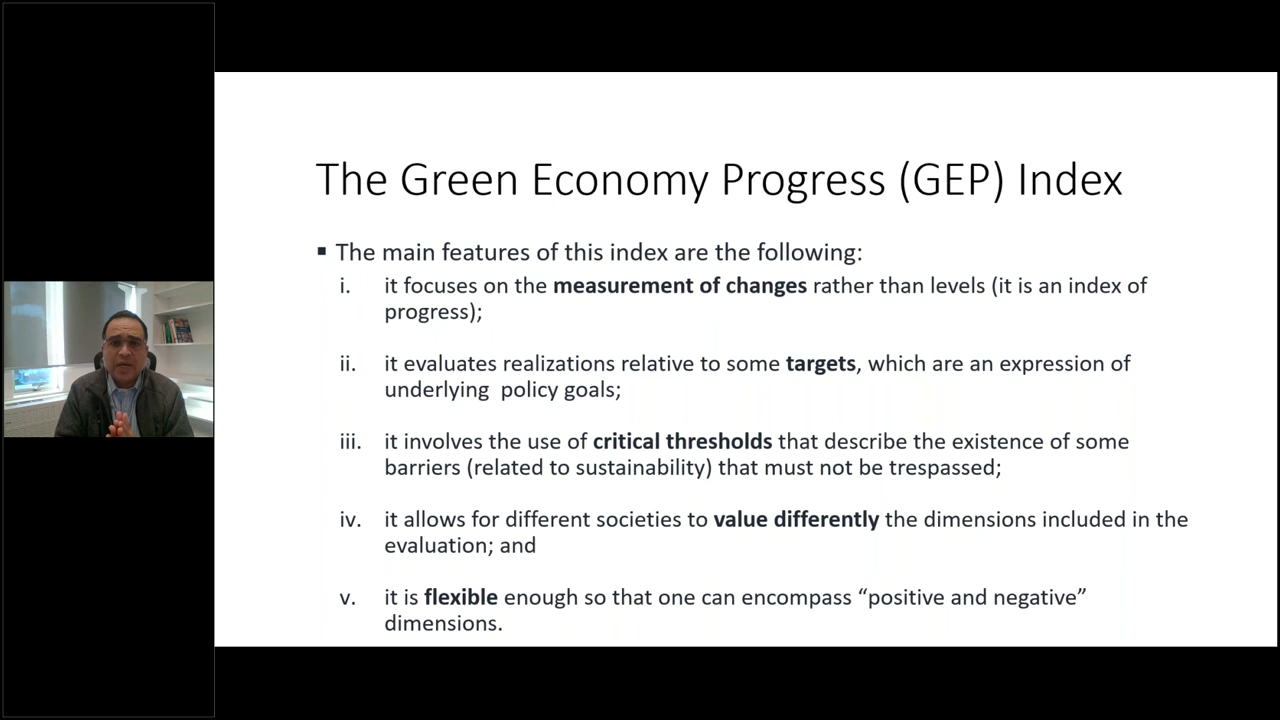 The Green Economy Progress (GEP) Index
▪ The main features of this index are the following:
i. it focuses on the measurement of changes rather than levels (it is an index of
progress);
ii. it evaluates realizations relative to some targets, which are an expression of
underlying policy goals;
iii. it involves the use of critical thresholds that describe the existence of some
barriers (related to sustainability) that must not be trespassed;
iv. it allows for different societies to value differently the dimensions included in the
evaluation; and
v. it is flexible enough so that one can encompass “positive and negative”
dimensions.